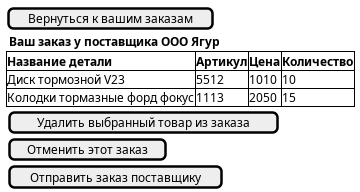 Вернуться к вашим заказам
Ваш заказ у поставщика ООО Ягур
Название детали Артикул Цена Количество
Диск тормозной V23 5512 1010 10
Колодки тормазные форд фокус 1113 2050 15
Удалить выбранный товар из заказа
Отменить этот заказ
Отправить заказ поставщику